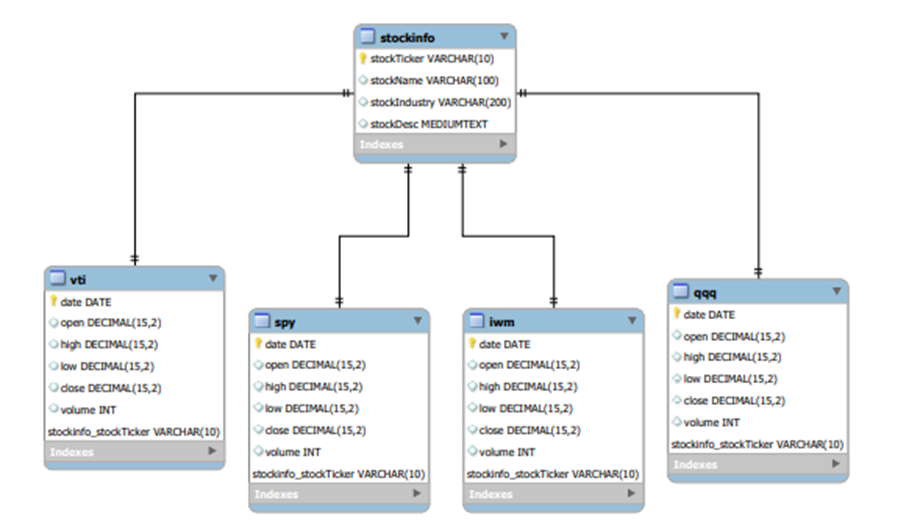 stockinfo
stockTicker VARCHAR(10)
stockName VARCHAR(100)
stockIndustry VARCHAR(200)
stockDesc MEDIUMTEXT
Indexes
vti
date DATE
open DECIMAL(15,2)
high DECIMAL(15,2)
low DECIMAL(15,2)
close DECIMAL(15,2)
volume INT
stockinfo_stockTicker VARCHAR(10)
Indexes
spy
date DATE
open DECIMAL(15,2)
high DECIMAL(15,2)
low DECIMAL(15,2)
close DECIMAL(15,2)
volume INT
stockinfo_stockTicker VARCHAR(10)
Indexes
iwm
date DATE
open DECIMAL(15,2)
high DECIMAL(15,2)
low DECIMAL(15,2)
close DECIMAL(15,2)
volume INT
stockinfo_stockTicker VARCHAR(10)
Indexes
qqq
date DATE
open DECIMAL(15,2)
high DECIMAL(15,2)
low DECIMAL(15,2)
close DECIMAL(15,2)
volume INT
stockinfo_stockTicker VARCHAR(10)
Indexes